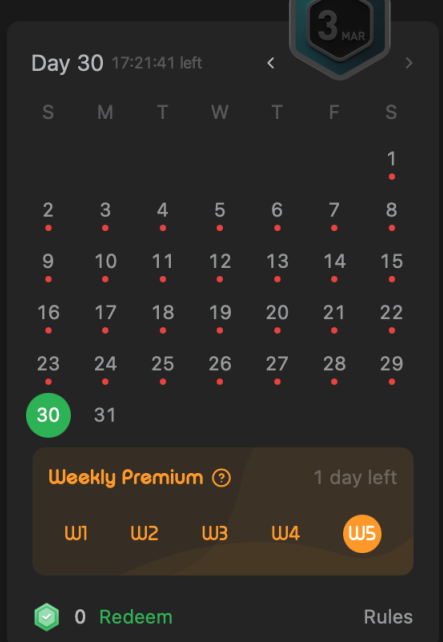 3 MAR
Day 30 17:21:41 left
S M T W T F S
1
2 3 4 5 6 7 8
9 10 11 12 13 14 15
16 17 18 19 20 21 22
23 24 25 26 27 28 29
30 31
Weekly Premium ? 1 day left
W1 W2 W3 W4 W5
0 Redeem Rules